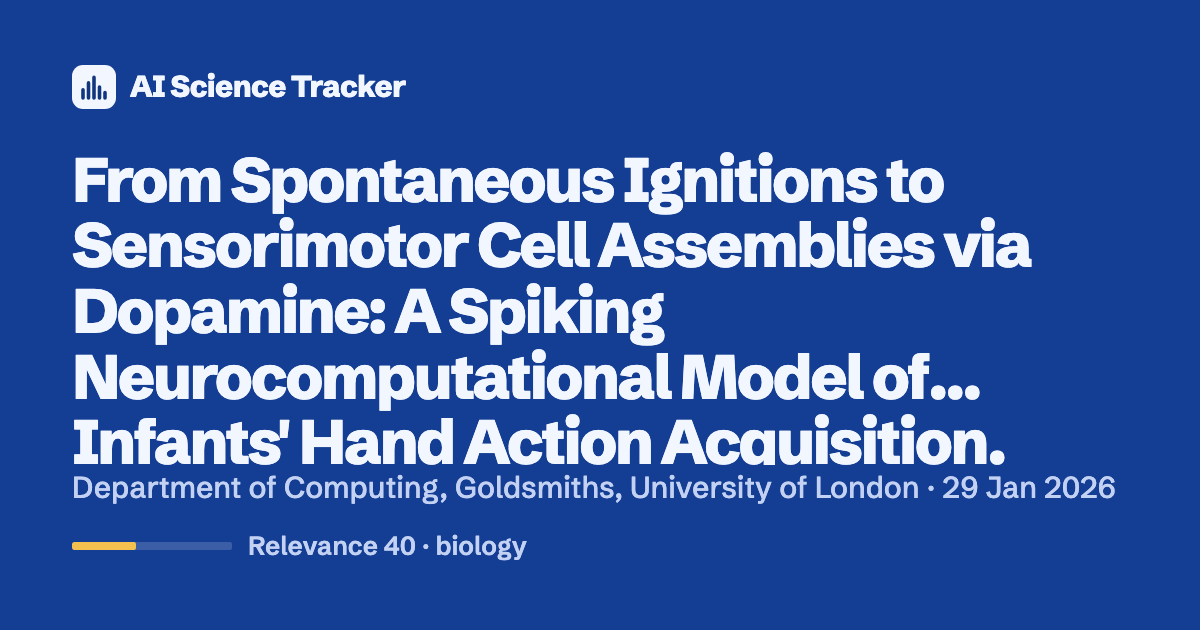 AI Science Tracker
From Spontaneous Ignitions to
Sensorimotor Cell Assemblies via
Dopamine: A Spiking
Neurocomputational Model of...
Infants' Hand Action Acquisition.
Department of Computing, Goldsmiths, University of London · 29 Jan 2026
Relevance 40 · biology